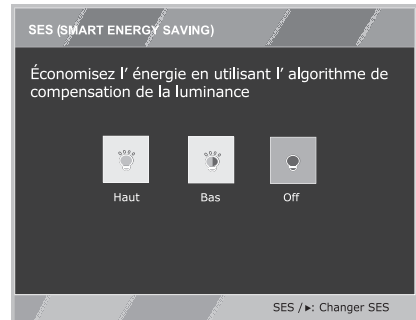 SES (SMART ENERGY SAVING)
Économisez l’ énergie en utilisant l’ algorithme de
compensation de la luminance
Haut Bas Off
SES /►: Changer SES